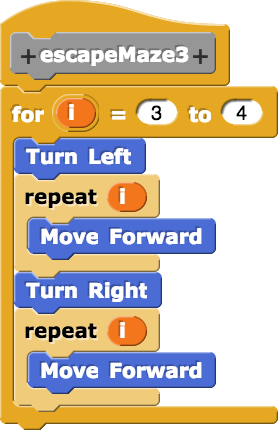 + escapeMaze3 +
for i = 3 to 4
Turn Left
repeat i
Move Forward
Turn Right
repeat i
Move Forward